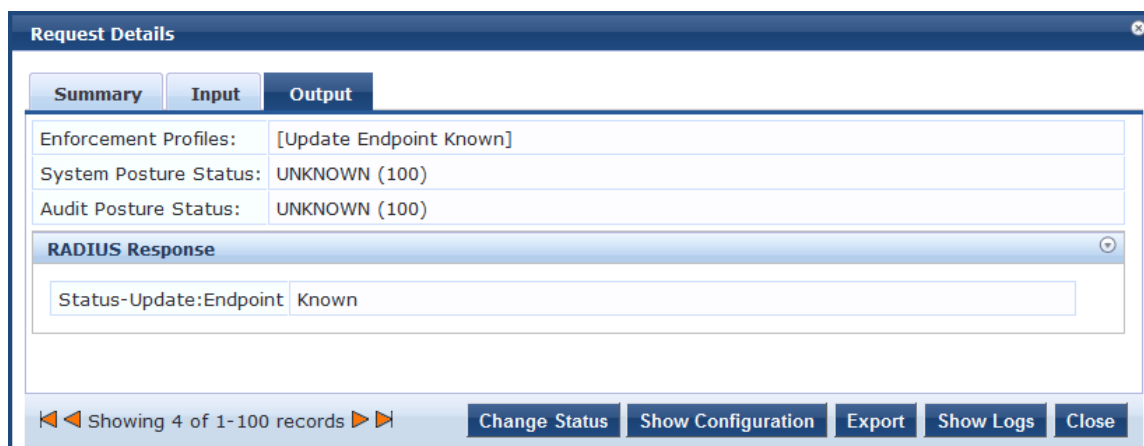 Request Details
Summary Input Output
Enforcement Profiles: [Update Endpoint Known]
System Posture Status: UNKNOWN (100)
Audit Posture Status: UNKNOWN (100)
RADIUS Response
Status-Update:Endpoint Known
Showing 4 of 1-100 records Change Status Show Configuration Export Show Logs Close